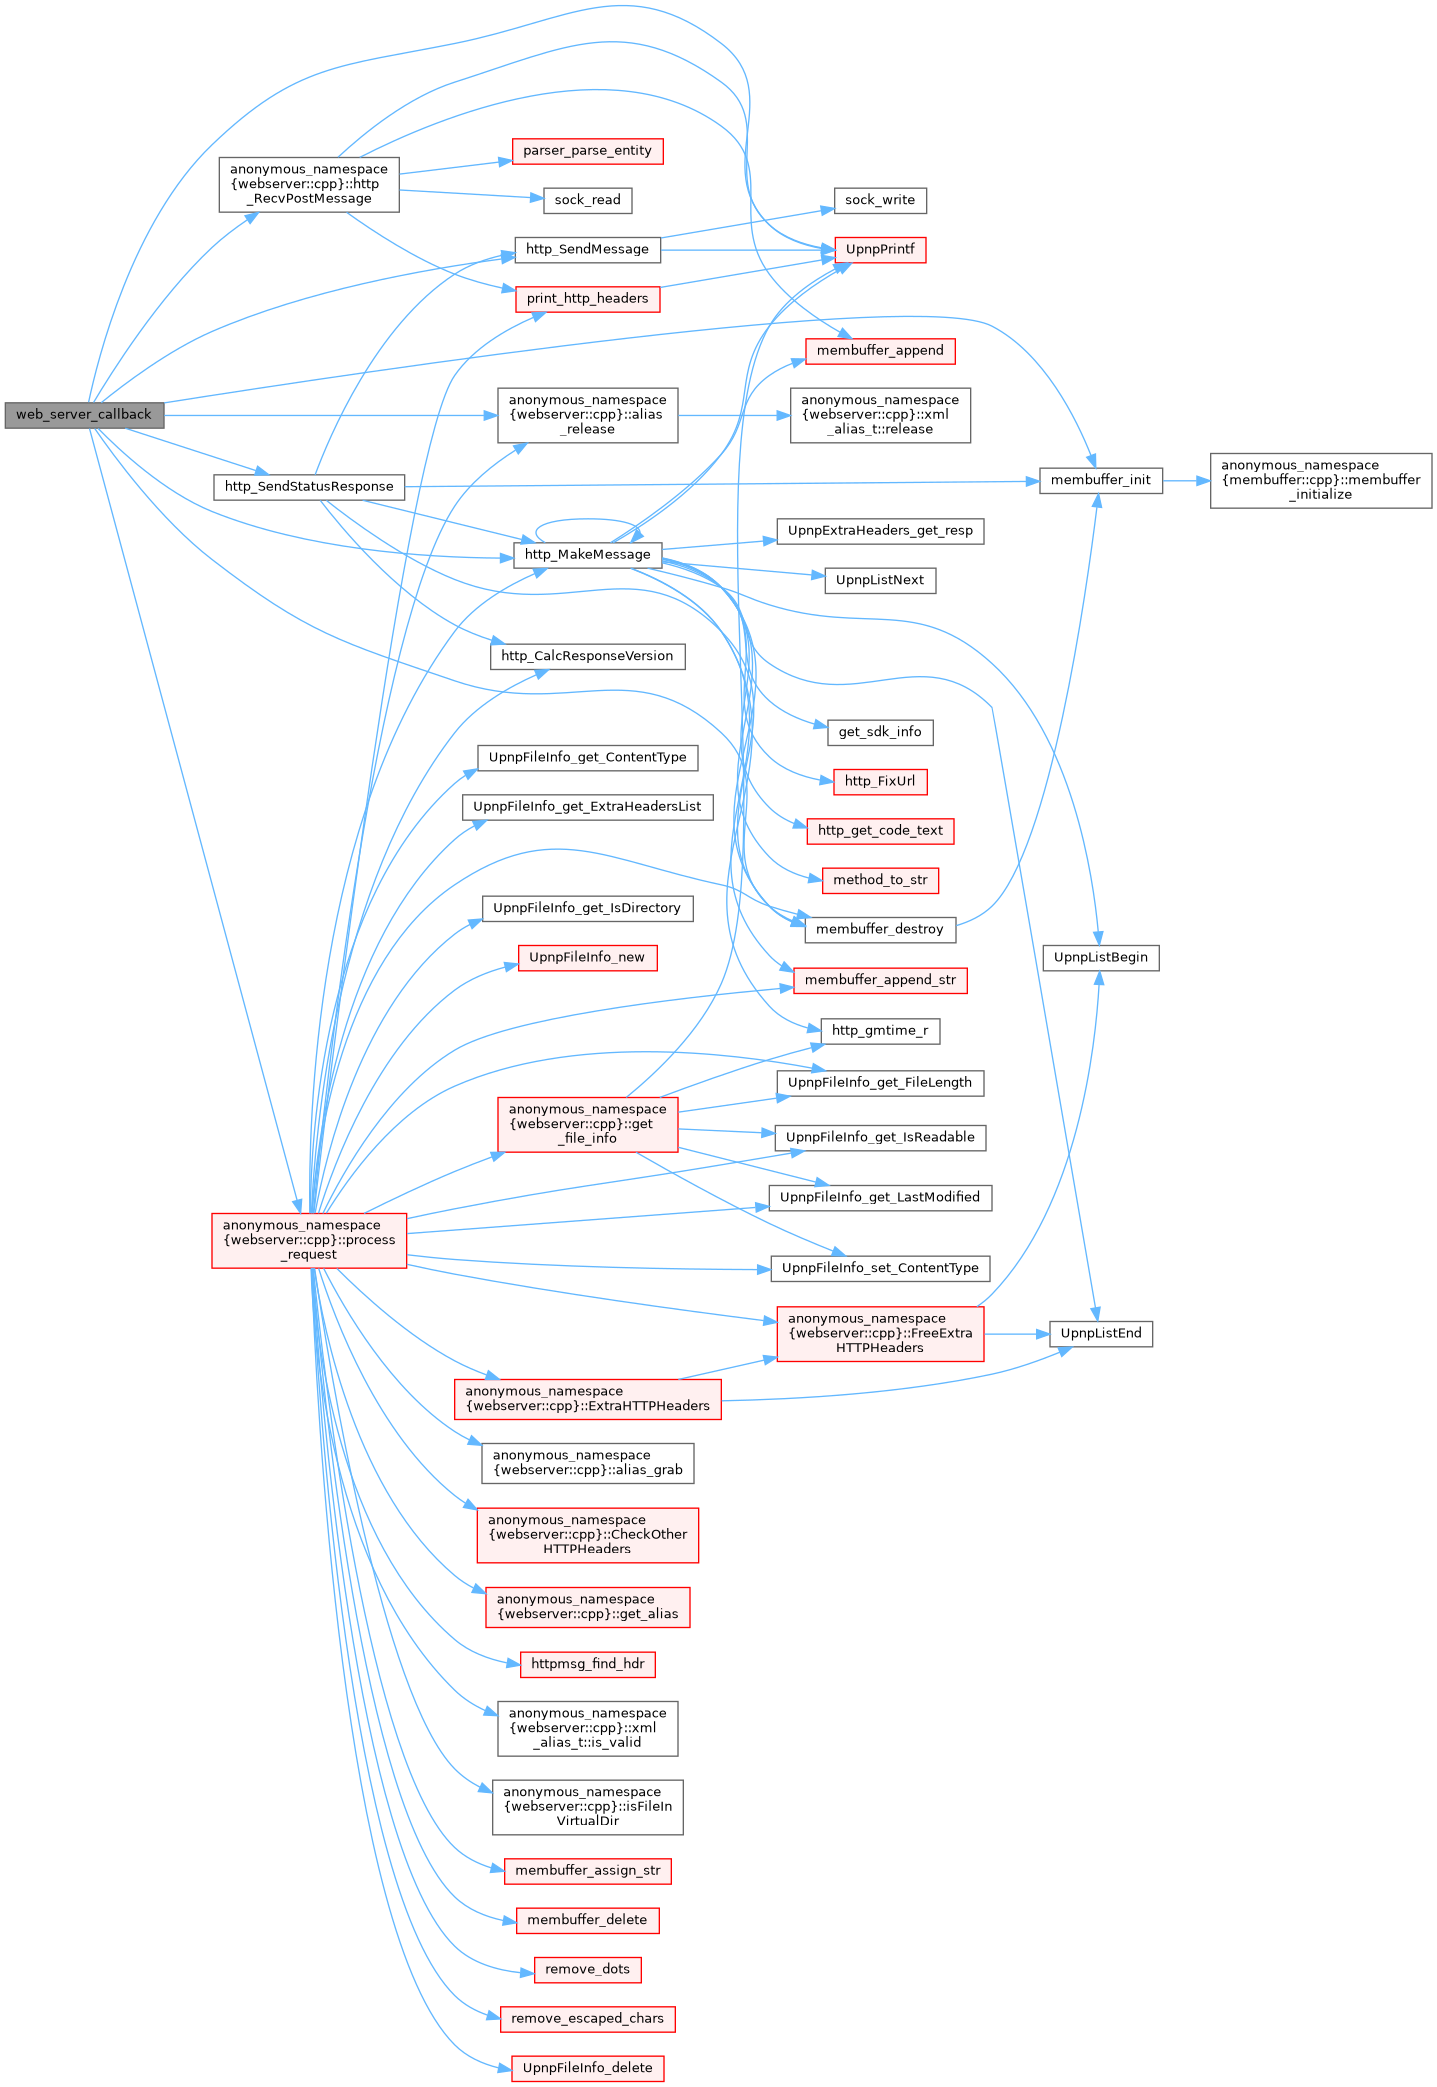 parser_parse_entity
anonymous_namespace
{webserver::cpp}::http
_RecvPostMessage
sock_read
sock_write
http_SendMessage
UpnpPrintf
print_http_headers
membuffer_append
web_server_callback
anonymous_namespace
{webserver::cpp}::alias
_release
anonymous_namespace
{webserver::cpp}::xml
_alias_t::release
http_SendStatusResponse
membuffer_init
anonymous_namespace
{membuffer::cpp}::membuffer
_initialize
UpnpExtraHeaders_get_resp
http_MakeMessage
UpnpListNext
http_CalcResponseVersion
get_sdk_info
UpnpFileInfo_get_ContentType
http_FixUrl
UpnpFileInfo_get_ExtraHeadersList
http_get_code_text
method_to_str
UpnpFileInfo_get_IsDirectory
membuffer_destroy
UpnpFileInfo_new
UpnpListBegin
membuffer_append_str
http_gmtime_r
UpnpFileInfo_get_FileLength
anonymous_namespace
{webserver::cpp}::get
_file_info
UpnpFileInfo_get_IsReadable
UpnpFileInfo_get_LastModified
anonymous_namespace
{webserver::cpp}::process
_request
UpnpFileInfo_set_ContentType
anonymous_namespace
{webserver::cpp}::FreeExtra
HTTPHeaders
UpnpListEnd
anonymous_namespace
{webserver::cpp}::ExtraHTTPHeaders
anonymous_namespace
{webserver::cpp}::alias_grab
anonymous_namespace
{webserver::cpp}::CheckOther
HTTPHeaders
anonymous_namespace
{webserver::cpp}::get_alias
httpmsg_find_hdr
anonymous_namespace
{webserver::cpp}::xml
_alias_t::is_valid
anonymous_namespace
{webserver::cpp}::isFileIn
VirtualDir
membuffer_assign_str
membuffer_delete
remove_dots
remove_escaped_chars
UpnpFileInfo_delete